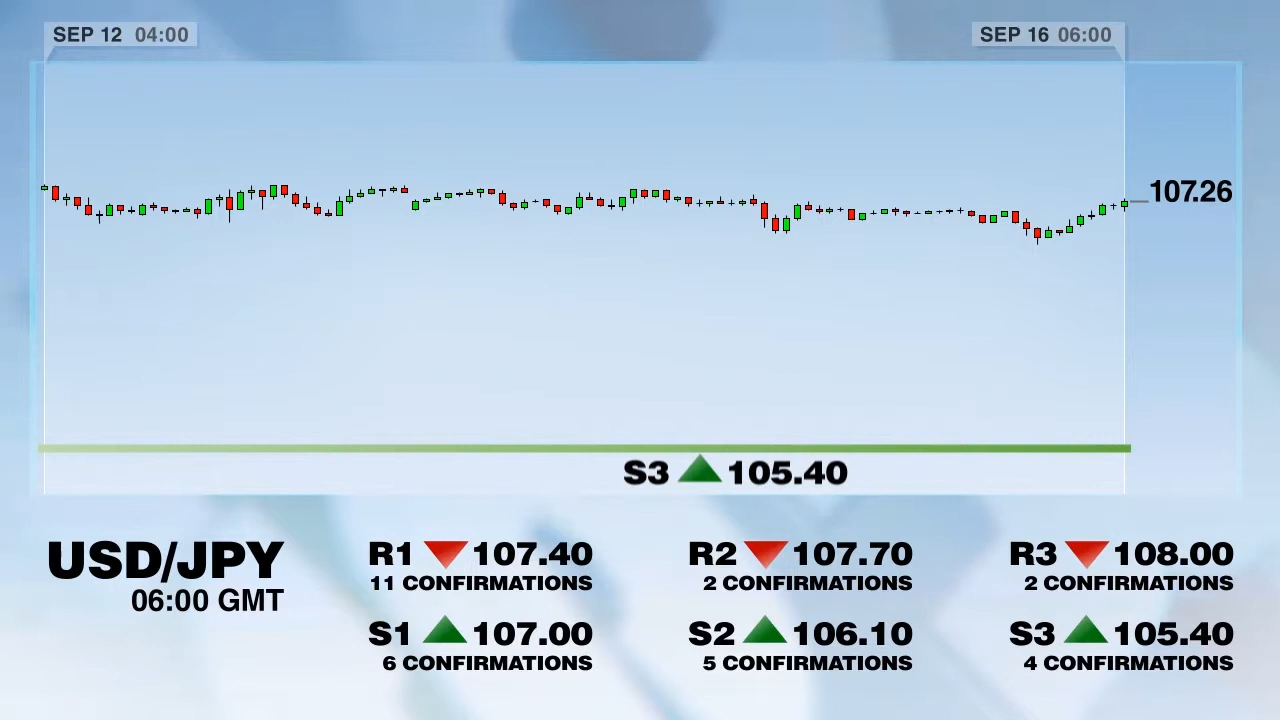 SEP 12 04:00
SEP 16 06:00
107.26
S3 105.40
USD/JPY
06:00 GMT
R1 107.40
11 CONFIRMATIONS
R2 107.70
2 CONFIRMATIONS
R3 108.00
2 CONFIRMATIONS
S1 107.00
6 CONFIRMATIONS
S2 106.10
5 CONFIRMATIONS
S3 105.40
4 CONFIRMATIONS